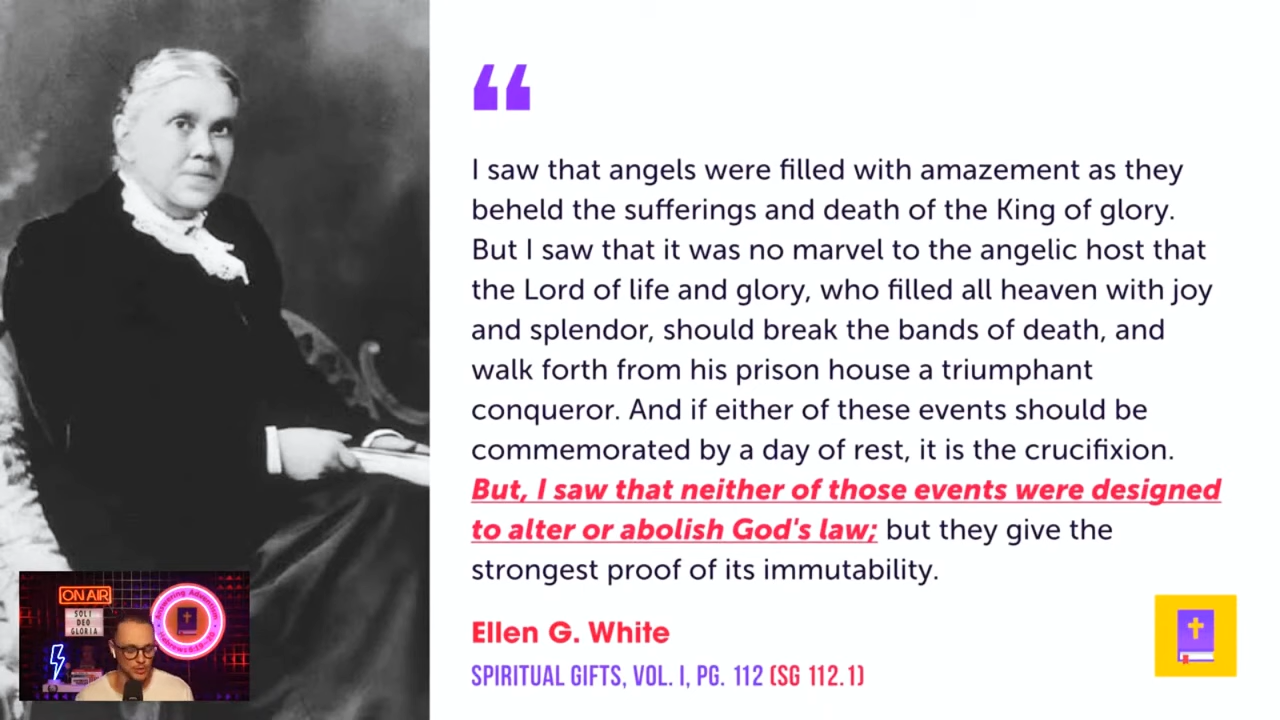 “
I saw that angels were filled with amazement as they
beheld the sufferings and death of the King of glory.
But I saw that it was no marvel to the angelic host that
the Lord of life and glory, who filled all heaven with joy
and splendor, should break the bands of death, and
walk forth from his prison house a triumphant
conqueror. And if either of these events should be
commemorated by a day of rest, it is the crucifixion.
But, I saw that neither of those events were designed
to alter or abolish God's law; but they give the
strongest proof of its immutability.
Ellen G. White
SPIRITUAL GIFTS, VOL. I, PG. 112 (SG 112.1)
ON AIR
SOLI
DEO
GLORIA
Answering Adventism